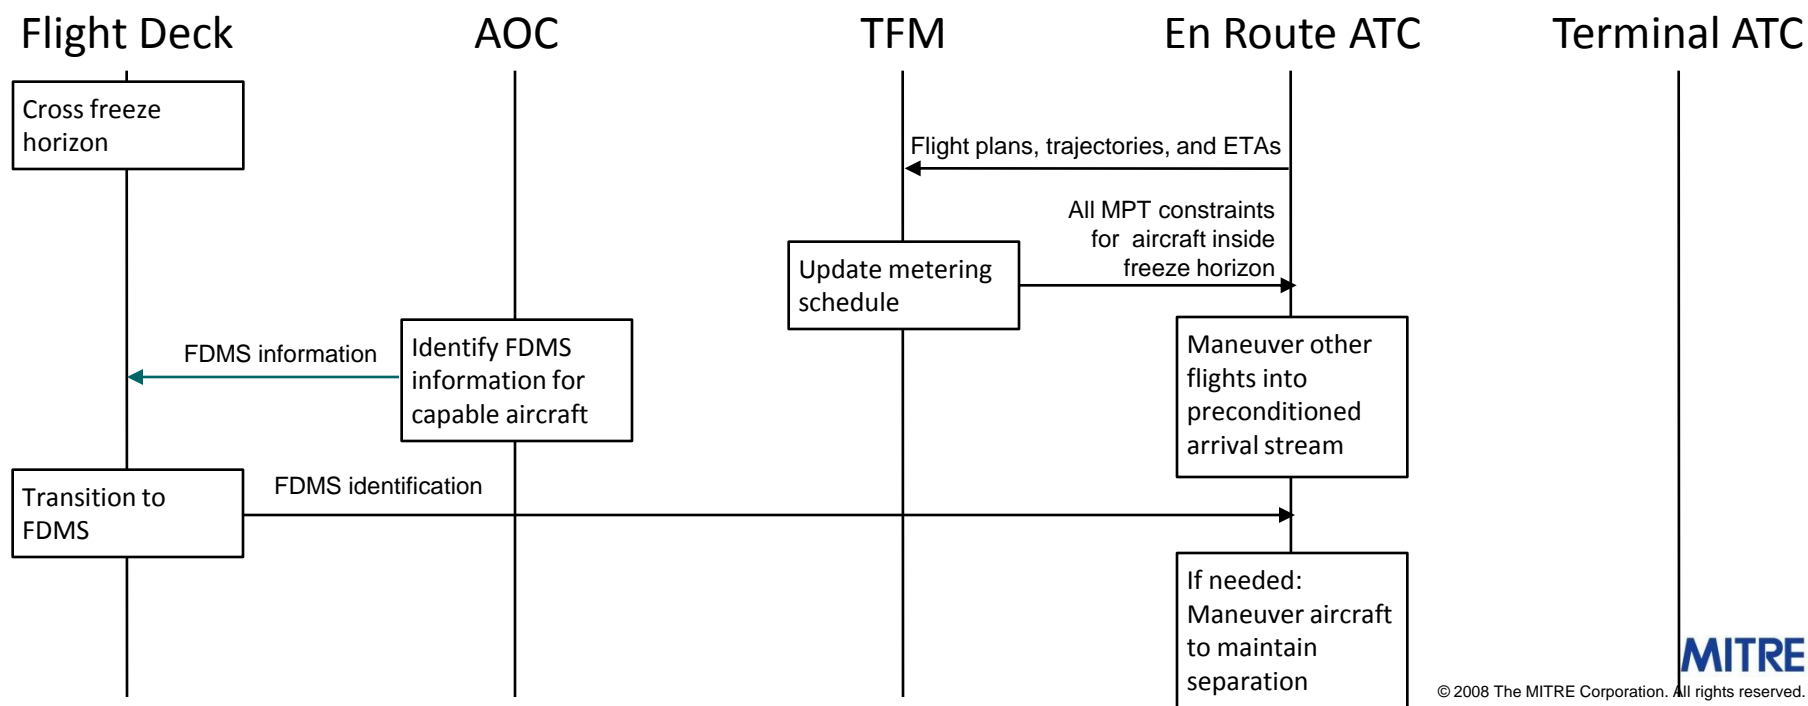 Flight Deck
AOC
TFM
En Route ATC
Terminal ATC
Cross freeze
horizon
Flight plans, trajectories, and ETAs
All MPT constraints
for aircraft inside
freeze horizon
Update metering
schedule
FDMS information
Identify FDMS
information for
capable aircraft
Maneuver other
flights into
preconditioned
arrival stream
Transition to
FDMS
FDMS identification
If needed:
Maneuver aircraft
to maintain
separation
MITRE
© 2008 The MITRE Corporation. All rights reserved.